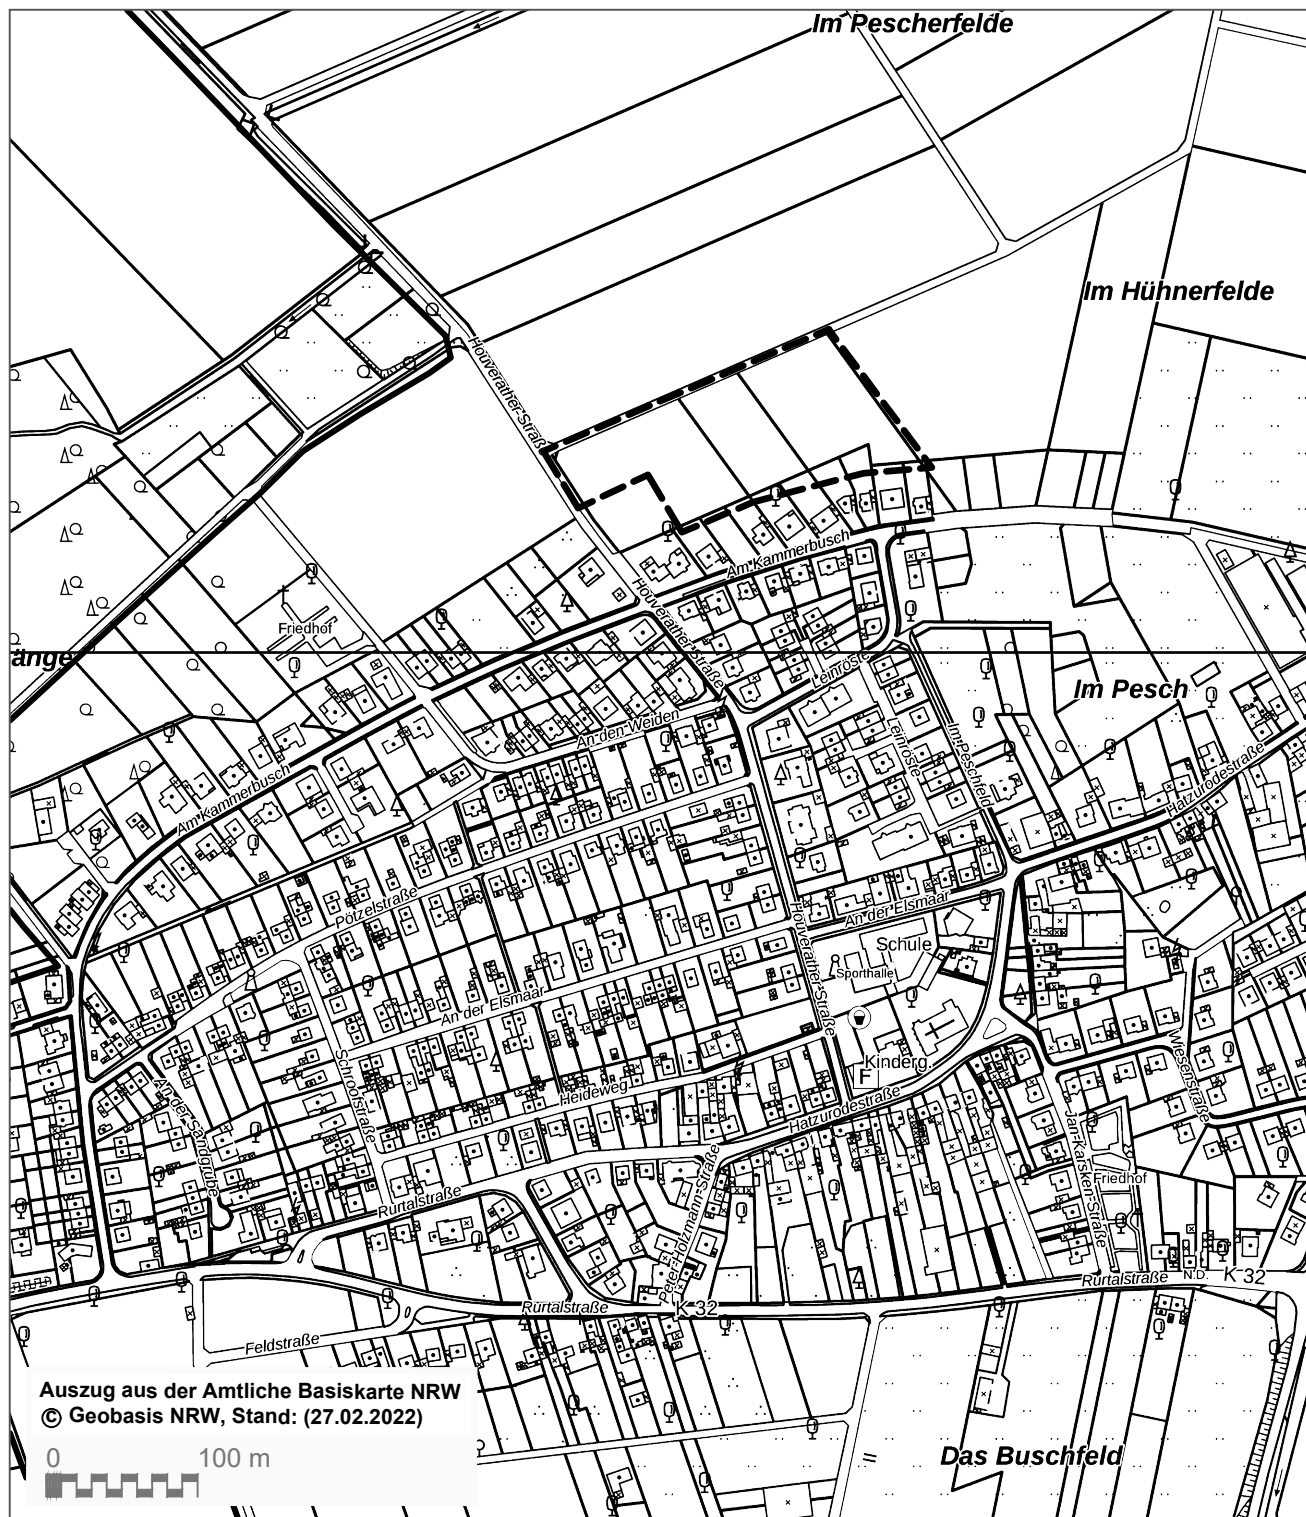 Im Pescherfelde
Im Hühnerfelde
Houverather Straße
Am Kammerbusch
Houverather Straße
Friedhof
änge
Leinröste
Im Pesch
An den Weiden
Leinröste
Im Peschfeld
Hatzurodestraße
Am Kammerbusch
Pötzelstraße
An der Elsmaar
Houverather Straße
Schule
Sporthalle
An der Elsmaar
Kinderg.
F
Wiesenstraße
Schroofstraße
An der Sandgrube
Heideweg
Hatzurodestraße
Jan-Karsken-Straße
Friedhof
Rurtalstraße
Peter-Holzmann-Straße
Rurtalstraße
N.D.
K 32
Rurtalstraße
K 32
Feldstraße
Auszug aus der Amtliche Basiskarte NRW
© Geobasis NRW, Stand: (27.02.2022)
0 100 m
Das Buschfeld